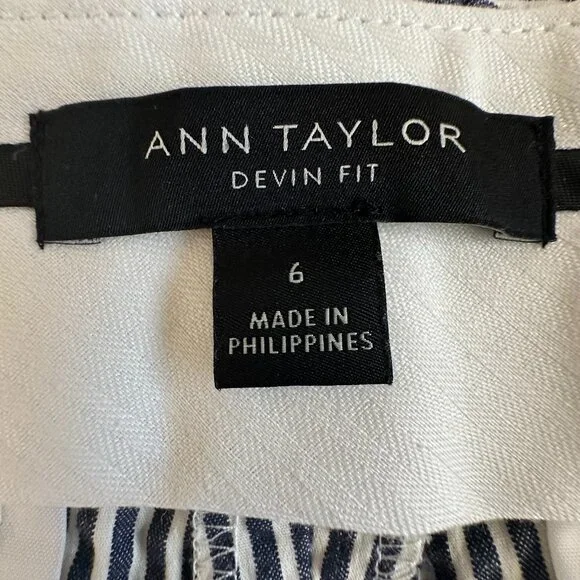 ANN TAYLOR
DEVIN FIT
6
MADE IN
PHILIPPINES